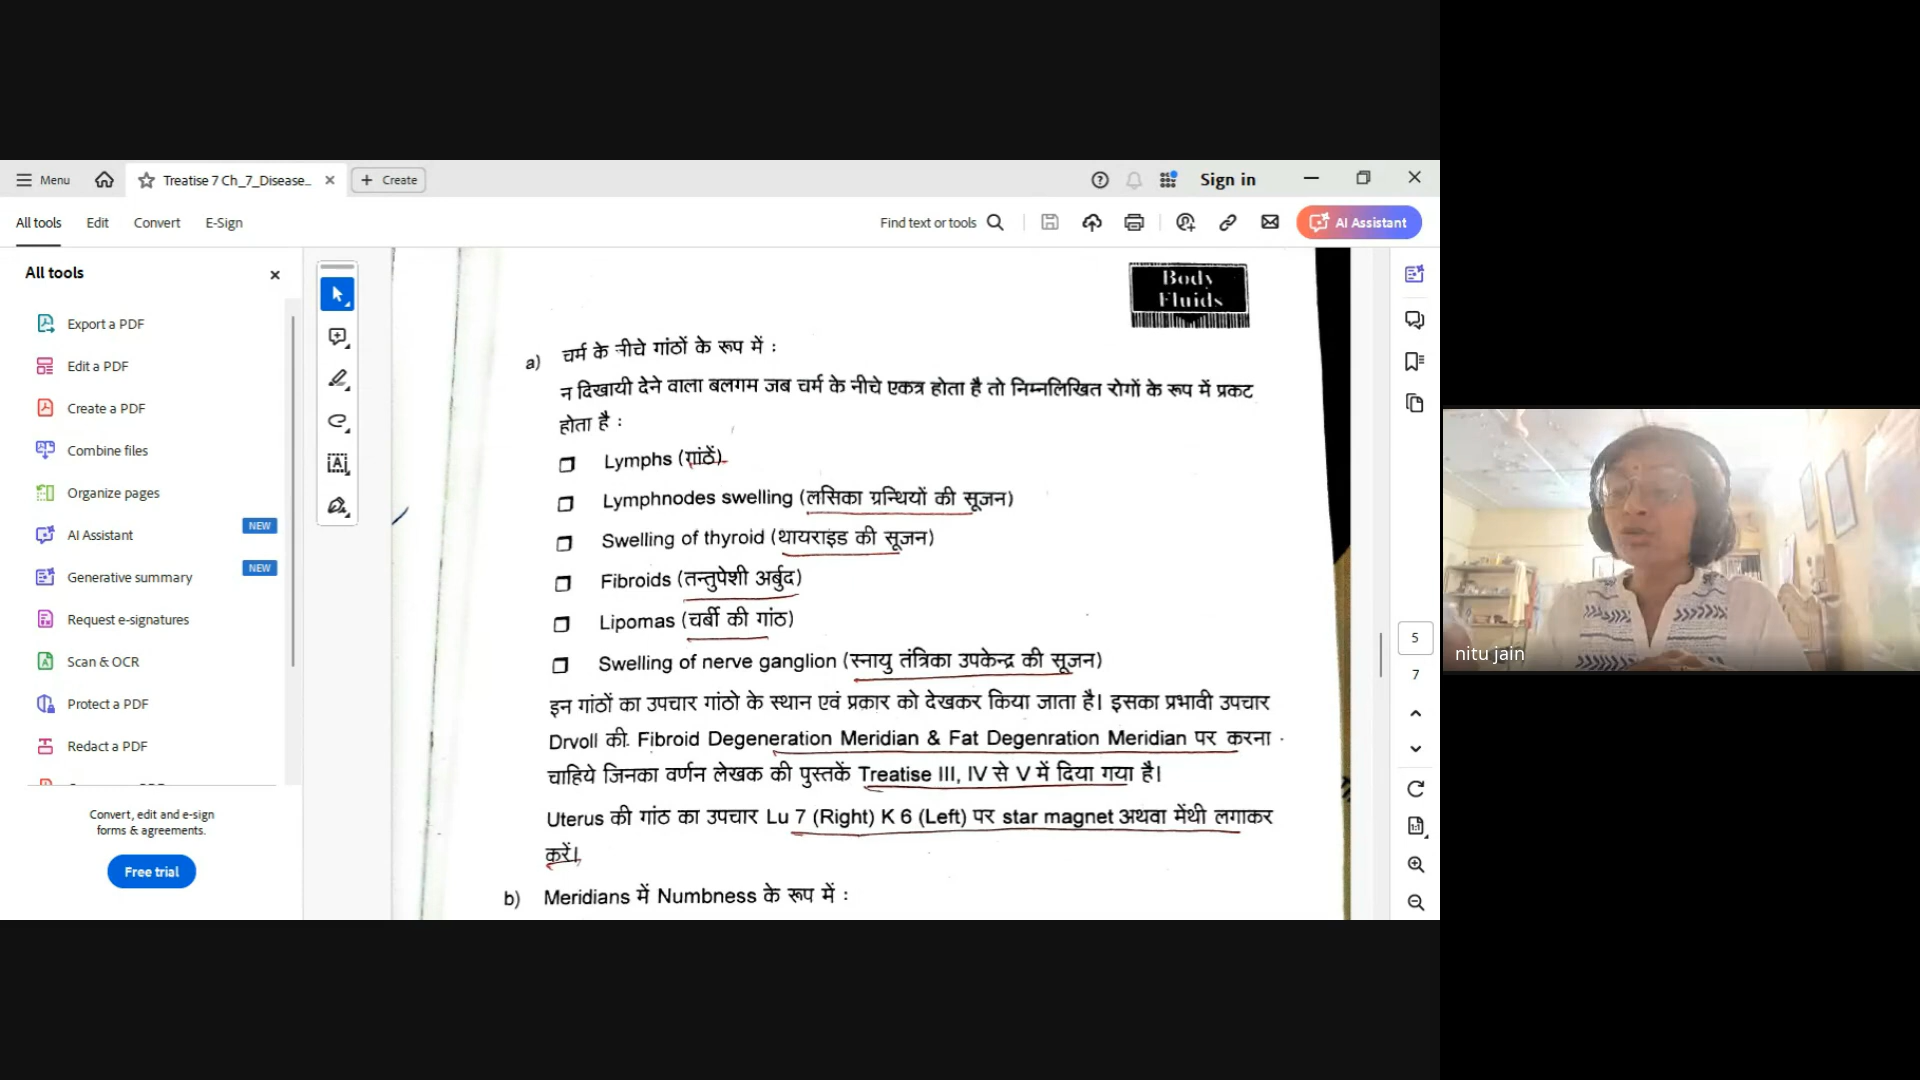 Menu
Treatise 7 Ch_7_Disease...
Create
Sign in
All tools
Edit
Convert
E-Sign
Find text or tools
AI Assistant
All tools
Export a PDF
Edit a PDF
Create a PDF
Combine files
Organize pages
AI Assistant
NEW
Generative summary
NEW
Request e-signatures
Scan & OCR
Protect a PDF
Redact a PDF
Convert, edit and e-sign
forms & agreements.
Free trial
Body
Fluids
a) चर्म के नीचे गांठों के रूप में :
न दिखायी देने वाला बलगम जब चर्म के नीचे एकत्र होता है तो निम्नलिखित रोगों के रूप में प्रकट
होता है :
Lymphs (गांठें)
Lymphnodes swelling (लसिका ग्रन्थियों की सूजन)
Swelling of thyroid (थायराइड की सूजन)
Fibroids (तन्तुपेशी अर्बुद)
Lipomas (चर्बी की गांठ)
Swelling of nerve ganglion (स्नायु तंत्रिका उपकेन्द्र की सूजन)
इन गांठों का उपचार गांठो के स्थान एवं प्रकार को देखकर किया जाता है। इसका प्रभावी उपचार
Drvoll की Fibroid Degeneration Meridian & Fat Degenration Meridian पर करना
चाहिये जिनका वर्णन लेखक की पुस्तकें Treatise III, IV से V में दिया गया है।
Uterus की गांठ का उपचार Lu 7 (Right) K 6 (Left) पर star magnet अथवा मेंथी लगाकर
करें।
b) Meridians में Numbness के रूप में :
5
7
nitu jain